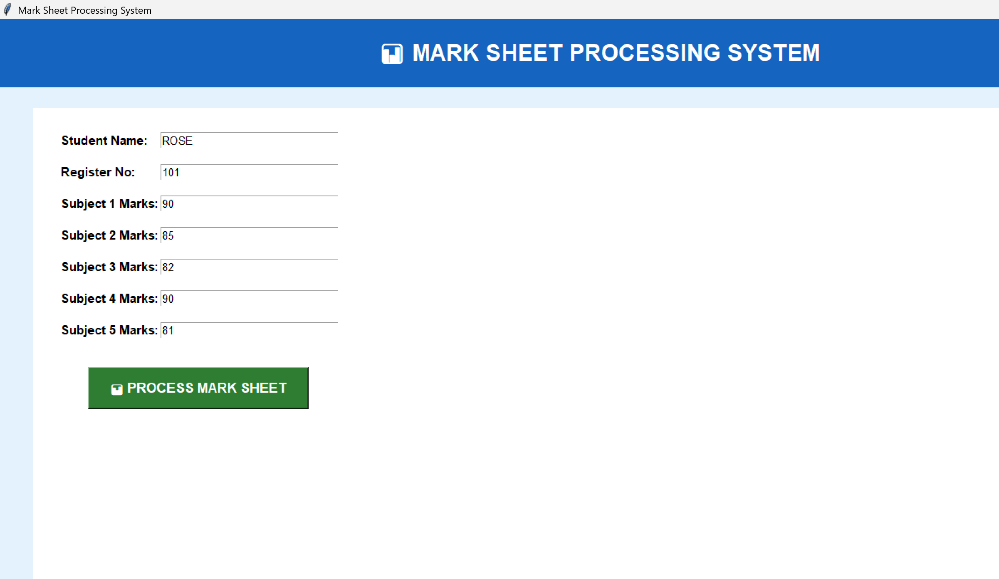 Mark Sheet Processing System
MARK SHEET PROCESSING SYSTEM
Student Name: ROSE
Register No: 101
Subject 1 Marks: 90
Subject 2 Marks: 85
Subject 3 Marks: 82
Subject 4 Marks: 90
Subject 5 Marks: 81
PROCESS MARK SHEET